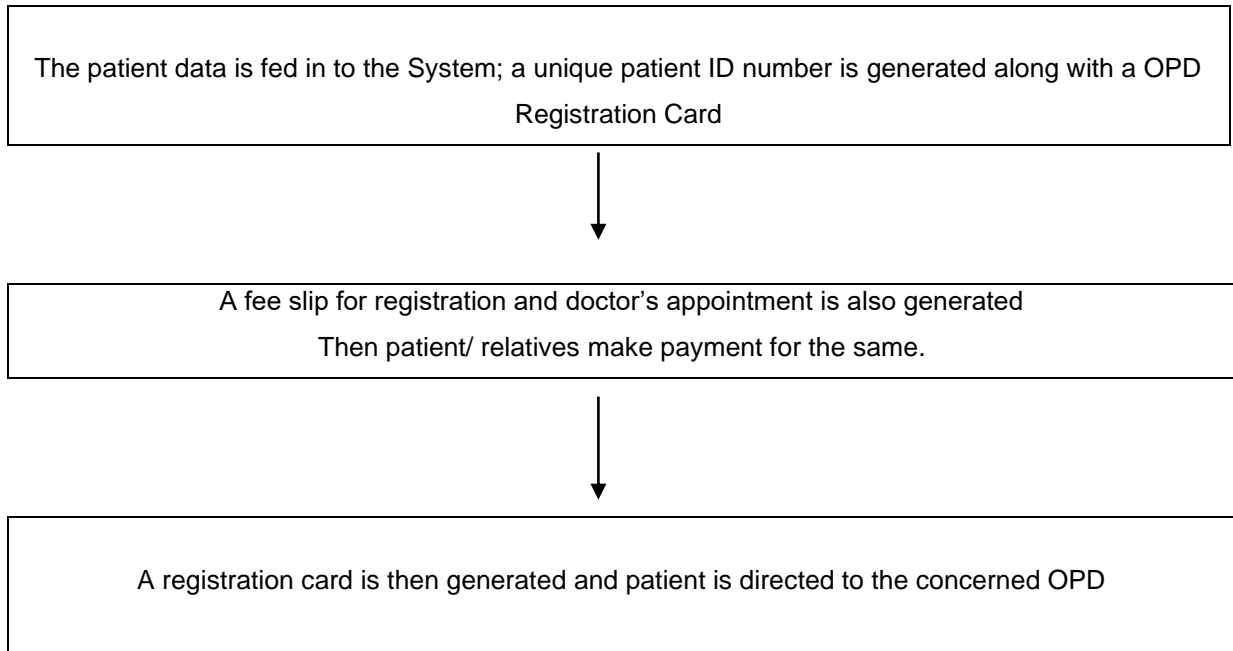 The patient data is fed in to the System; a unique patient ID number is generated along with a OPD
Registration Card
A fee slip for registration and doctor’s appointment is also generated
Then patient/ relatives make payment for the same.
A registration card is then generated and patient is directed to the concerned OPD